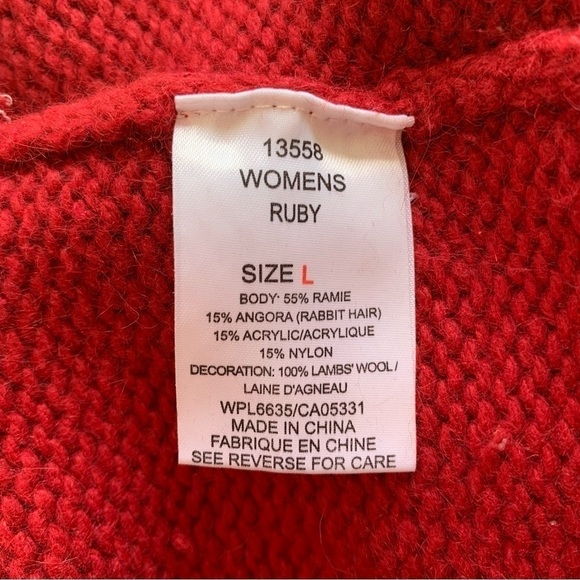 13558
WOMENS
RUBY
SIZE L
BODY: 55% RAMIE
15% ANGORA (RABBIT HAIR)
15% ACRYLIC/ACRYLIQUE
15% NYLON
DECORATION: 100% LAMBS' WOOL /
LAINE D'AGNEAU
WPL6635/CA05331
MADE IN CHINA
FABRIQUE EN CHINE
SEE REVERSE FOR CARE